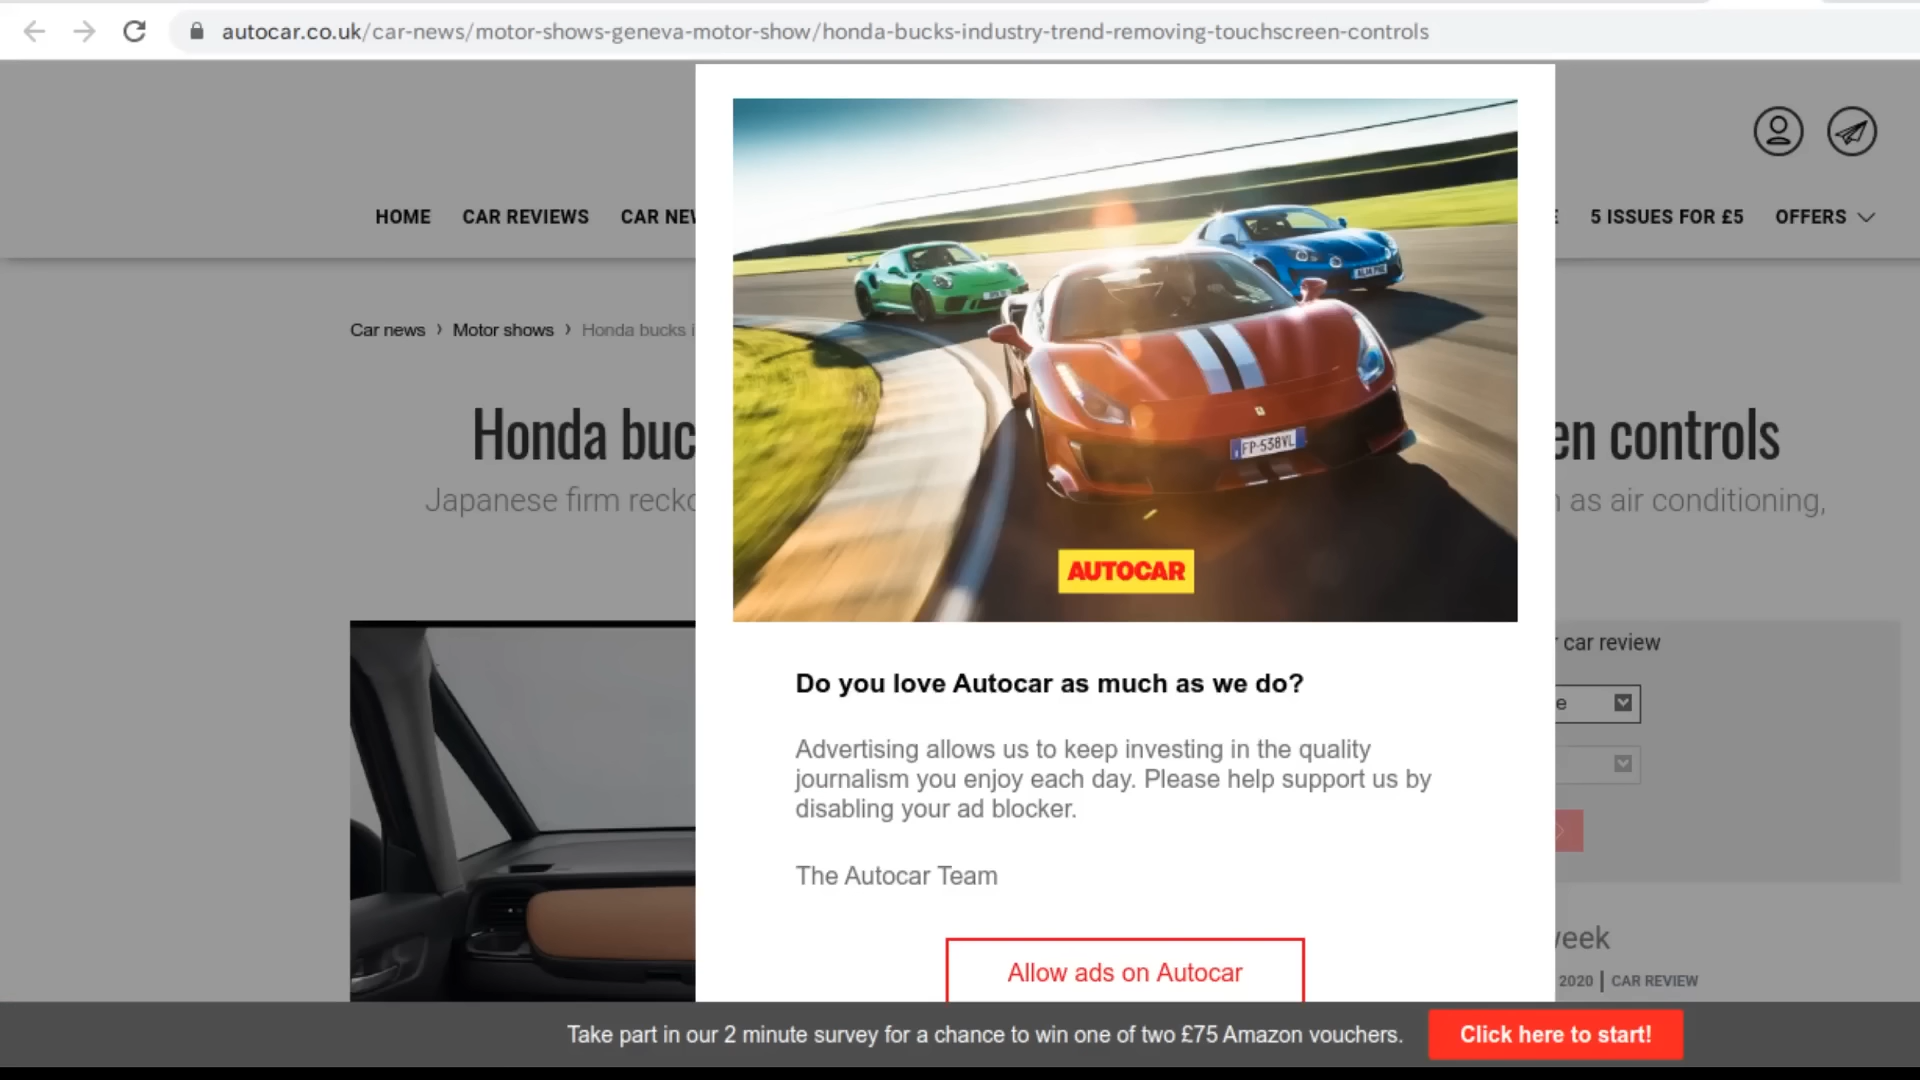 autocar.co.uk/car-news/motor-shows-geneva-motor-show/honda-bucks-industry-trend-removing-touchscreen-controls
HOME CAR REVIEWS CAR NEW
5 ISSUES FOR £5 OFFERS
Car news › Motor shows › Honda bucks i
Honda buc
en controls
Japanese firm recko
n as air conditioning,
FP-538VL
AUTOCAR
r car review
e
Do you love Autocar as much as we do?
Advertising allows us to keep investing in the quality
journalism you enjoy each day. Please help support us by
disabling your ad blocker.
The Autocar Team
Allow ads on Autocar
week
2020 | CAR REVIEW
Take part in our 2 minute survey for a chance to win one of two £75 Amazon vouchers.
Click here to start!